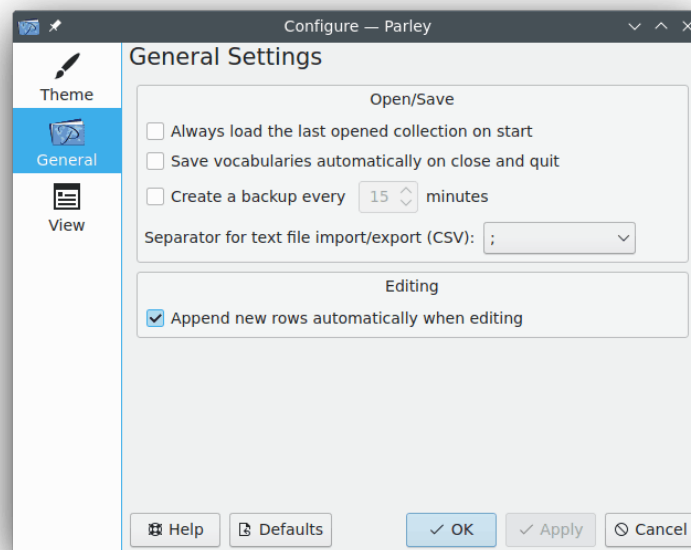 Configure — Parley
Theme
General
View
General Settings
Open/Save
Always load the last opened collection on start
Save vocabularies automatically on close and quit
Create a backup every 15 minutes
Separator for text file import/export (CSV): ;
Editing
Append new rows automatically when editing
Help Defaults OK Apply Cancel